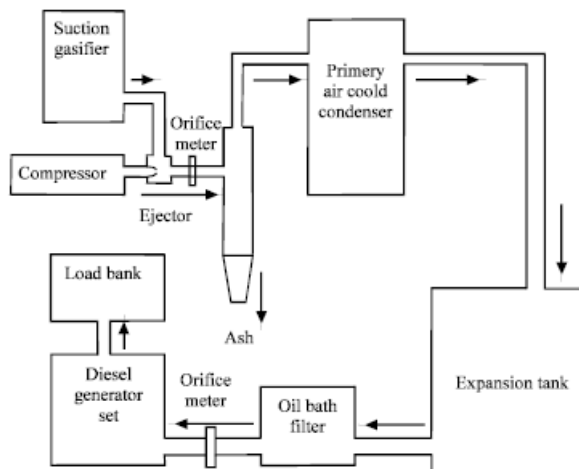 Suction
gasifier
Primery
air coold
condenser
Orifice
meter
Compressor
Ejector
Load bank
Ash
Diesel
generator
set
Orifice
meter
Oil bath
filter
Expansion tank